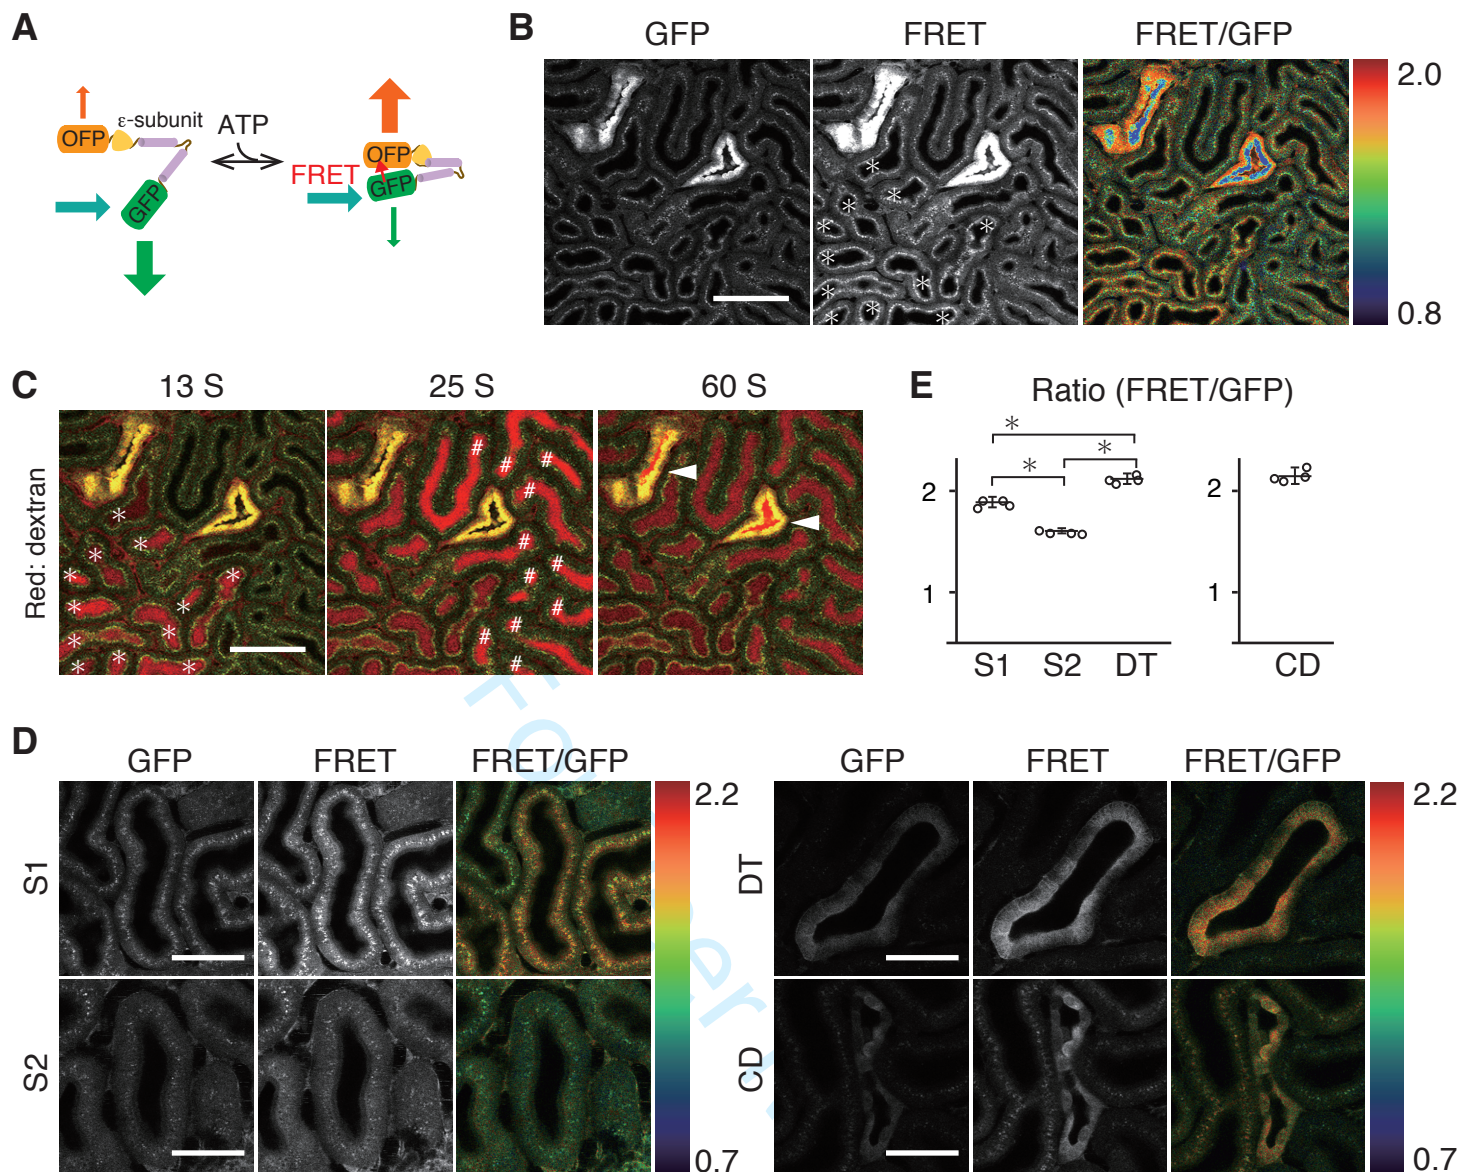 A
OFP
ε-subunit
GFP
ATP
FRET
OFP
GFP
B
GFP FRET FRET/GFP
2.0
0.8
* * * * * * * * * * *
C
13 S 25 S 60 S
Red: dextran
* * * * * * * * * * *
# # # # # # # # # # #
E
Ratio (FRET/GFP)
* * *
2
1
S1 S2 DT
2
1
CD
D
GFP FRET FRET/GFP
S1
S2
2.2
0.7
GFP FRET FRET/GFP
DT
CD
2.2
0.7